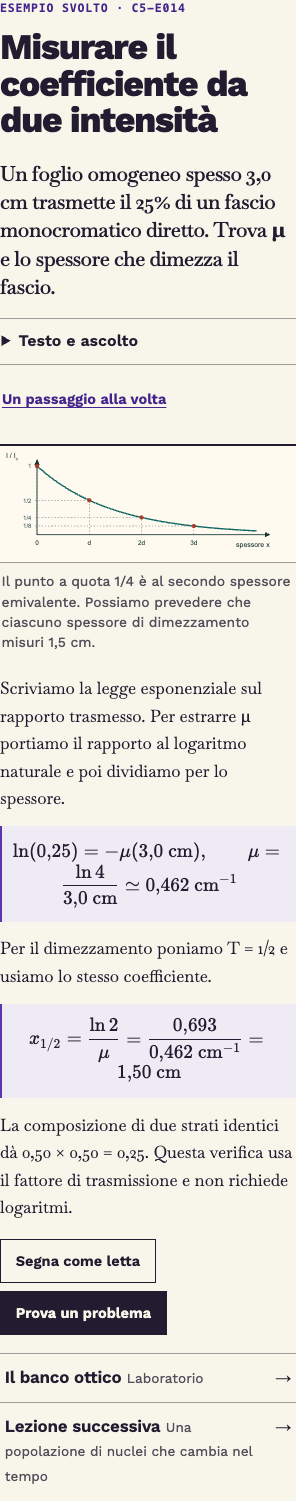 ESEMPIO SVOLTO · C5-E014
Misurare il
coefficiente da
due intensità
Un foglio omogeneo spesso 3,0
cm trasmette il 25% di un fascio
monocromatico diretto. Trova μ
e lo spessore che dimezza il
fascio.
▶ Testo e ascolto
Un passaggio alla volta
I / I₀
1
1/2
1/4
1/8
0 d 2d 3d spessore x
Il punto a quota 1/4 è al secondo spessore
emivalente. Possiamo prevedere che
ciascuno spessore di dimezzamento
misuri 1,5 cm.
Scriviamo la legge esponenziale sul
rapporto trasmesso. Per estrarre μ
portiamo il rapporto al logaritmo
naturale e poi dividiamo per lo
spessore.
ln(0,25) = −μ(3,0 cm), μ =
ln 4
3,0 cm ≃ 0,462 cm⁻¹
Per il dimezzamento poniamo T = 1/2 e
usiamo lo stesso coefficiente.
x₁/₂ = ln 2 / μ = 0,693 / 0,462 cm⁻¹ =
1,50 cm
La composizione di due strati identici
dà 0,50 × 0,50 = 0,25. Questa verifica usa
il fattore di trasmissione e non richiede
logaritmi.
Segna come letta
Prova un problema
Il banco ottico Laboratorio →
Lezione successiva Una →
popolazione di nuclei che cambia nel
tempo